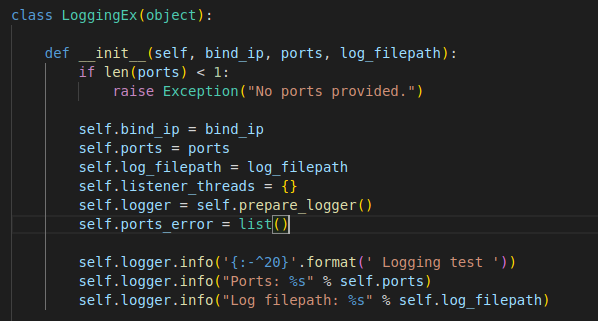 class LoggingEx(object):
def __init__(self, bind_ip, ports, log_filepath):
if len(ports) < 1:
raise Exception("No ports provided.")
self.bind_ip = bind_ip
self.ports = ports
self.log_filepath = log_filepath
self.listener_threads = {}
self.logger = self.prepare_logger()
self.ports_error = list()
self.logger.info('{:-^20}'.format(' Logging test '))
self.logger.info("Ports: %s" % self.ports)
self.logger.info("Log filepath: %s" % self.log_filepath)